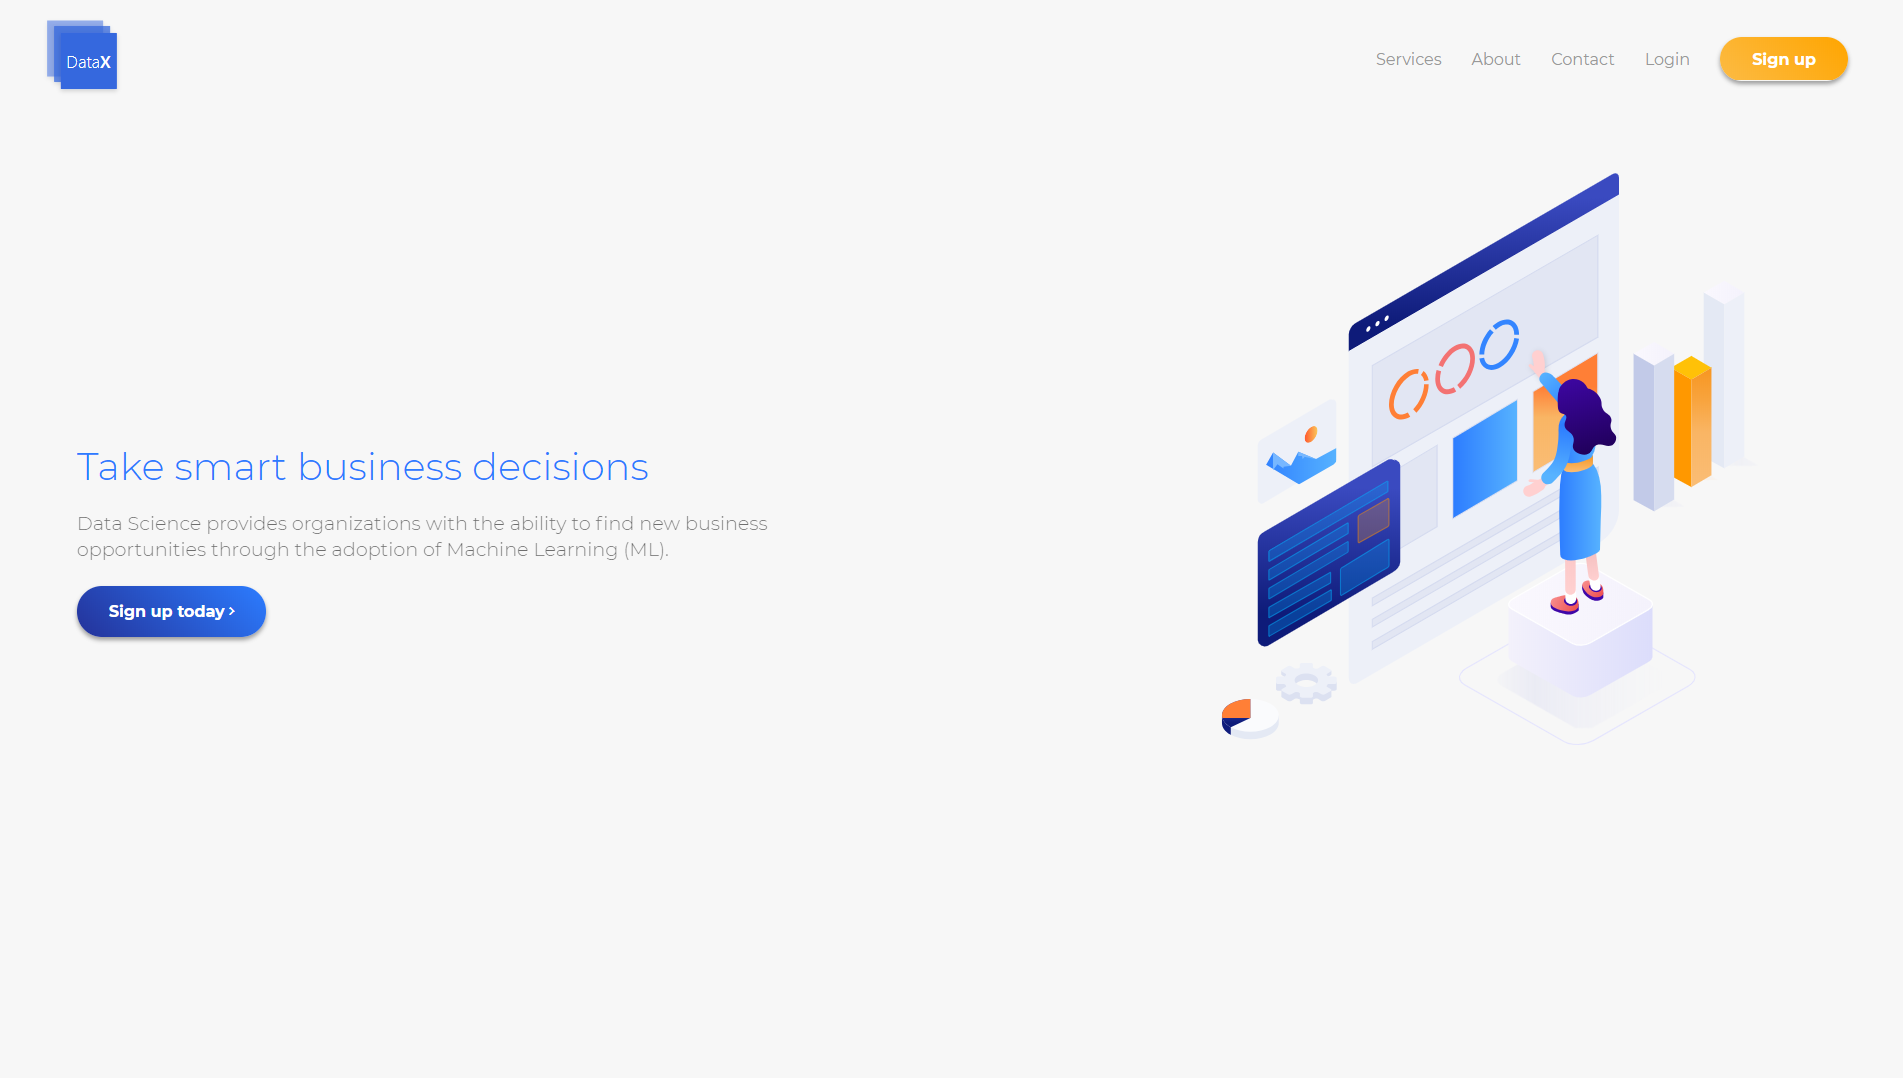 DataX
Services About Contact Login Sign up
Take smart business decisions
Data Science provides organizations with the ability to find new business
opportunities through the adoption of Machine Learning (ML).
Sign up today >